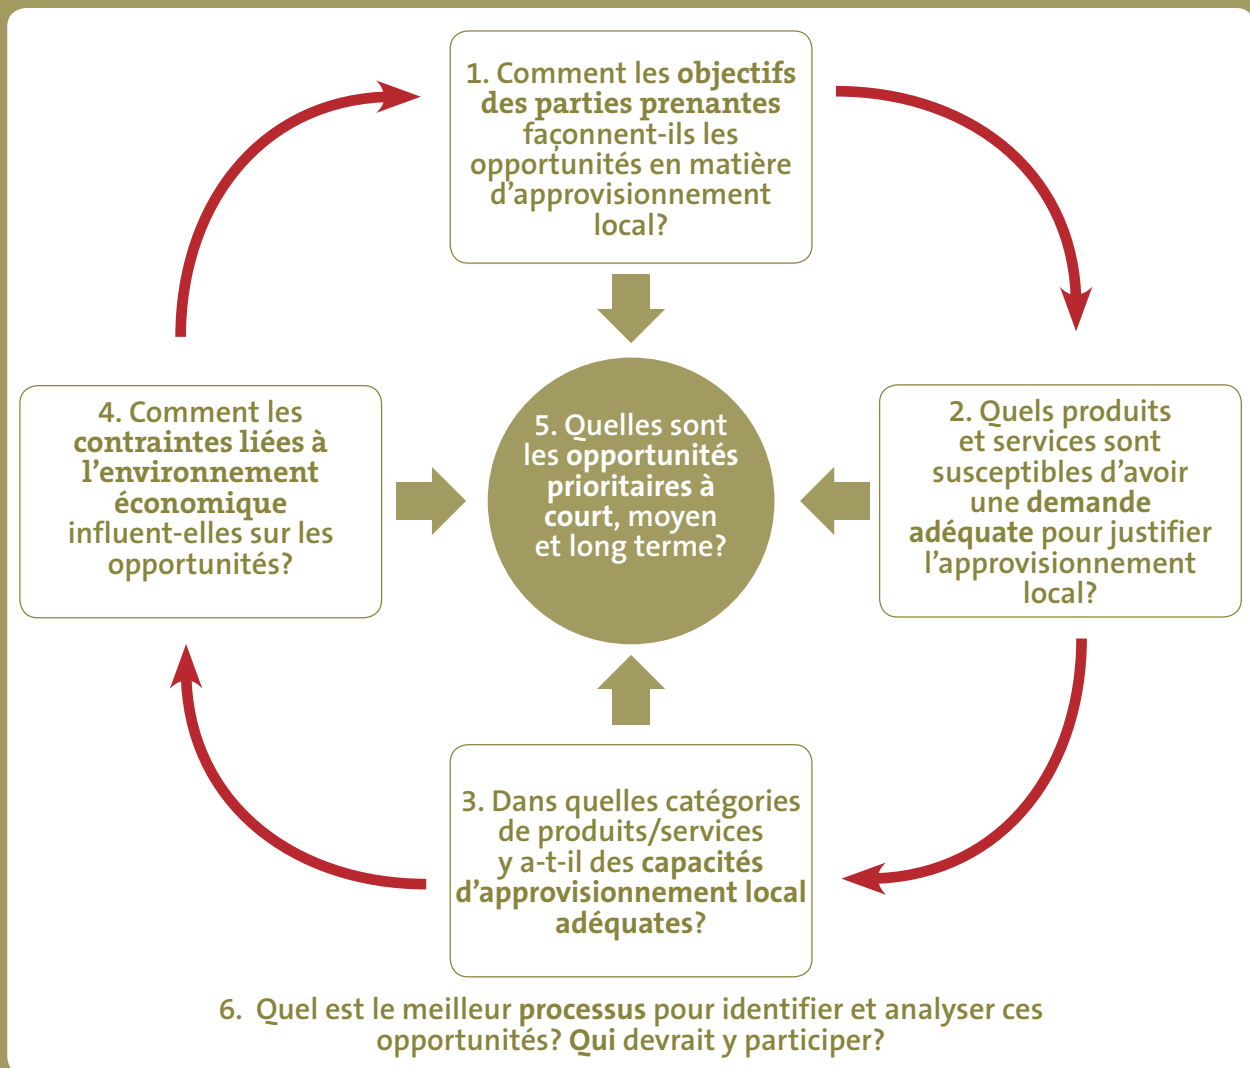 1. Comment les objectifs
des parties prenantes
façonnent-ils les
opportunités en matière
d’approvisionnement
local?
2. Quels produits
et services sont
susceptibles d’avoir
une demande
adéquate pour justifier
l’approvisionnement
local?
3. Dans quelles catégories
de produits/services
y a-t-il des capacités
d’approvisionnement local
adéquates?
4. Comment les
contraintes liées à
l’environnement
économique
influent-elles sur les
opportunités?
5. Quelles sont
les opportunités
prioritaires à
court, moyen
et long terme?
6. Quel est le meilleur processus pour identifier et analyser ces
opportunités? Qui devrait y participer?